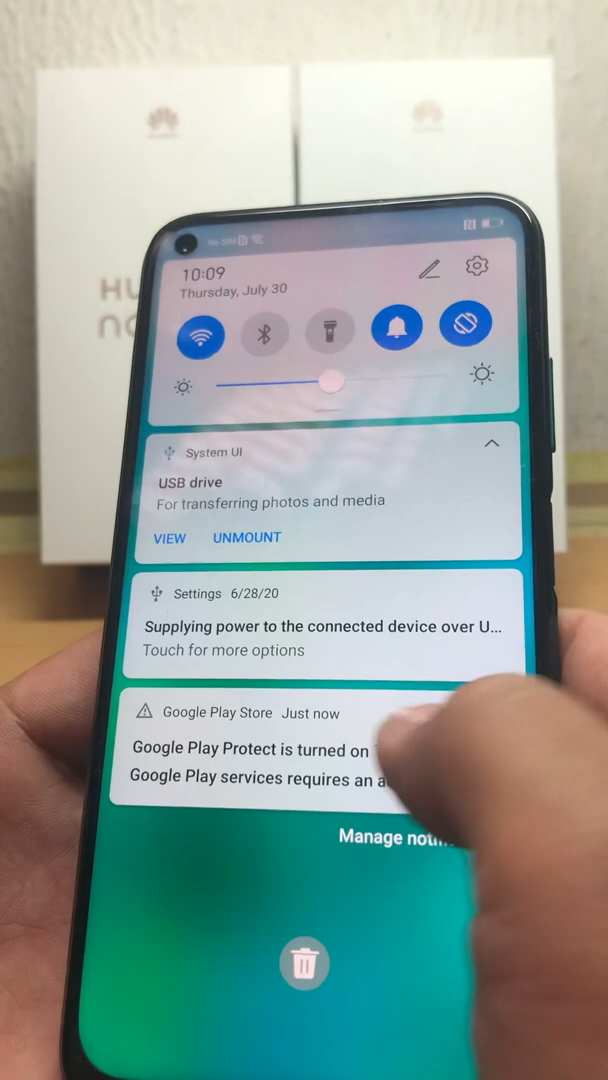 HU
no
No SIM
10:09
Thursday, July 30
System UI
USB drive
For transferring photos and media
VIEW UNMOUNT
Settings 6/28/20
Supplying power to the connected device over U...
Touch for more options
Google Play Store Just now
Google Play Protect is turned on
Google Play services requires an a
Manage noti